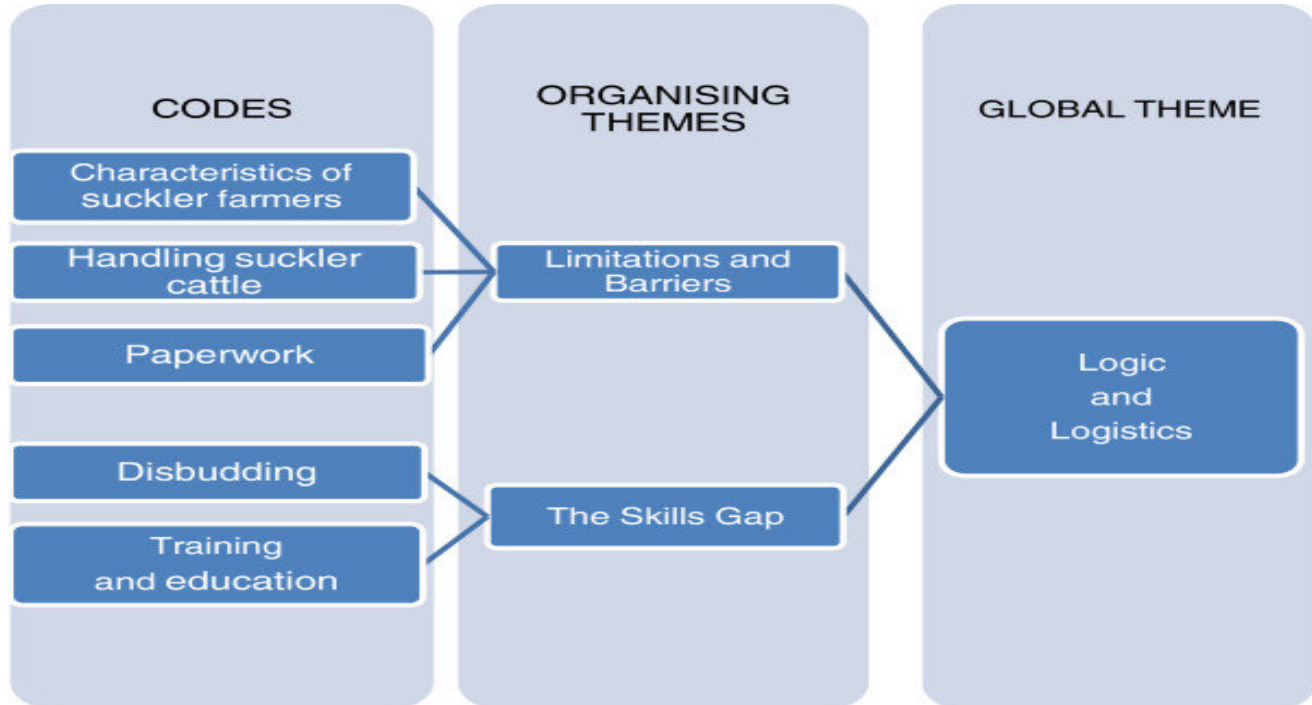 CODES
Characteristics of
suckler farmers
Handling suckler
cattle
Paperwork
Disbudding
Training
and education
ORGANISING
THEMES
Limitations and
Barriers
The Skills Gap
GLOBAL THEME
Logic
and
Logistics